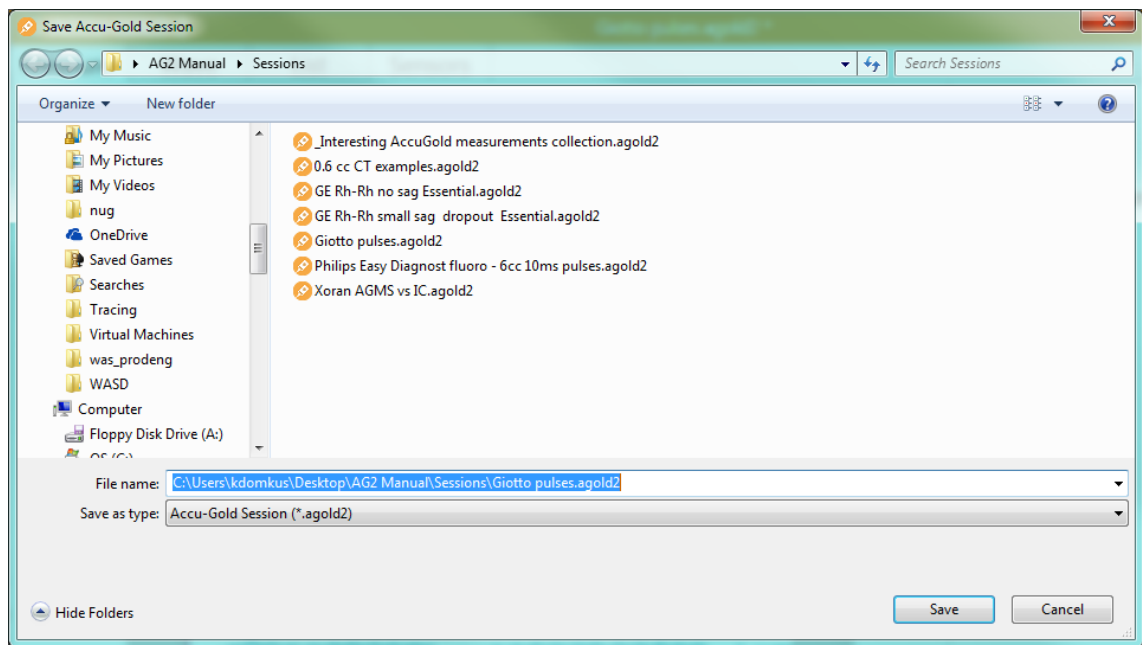 Save Accu-Gold Session
AG2 Manual Sessions
Search Sessions
Organize
New folder
My Music
My Pictures
My Videos
nug
OneDrive
Saved Games
Searches
Tracing
Virtual Machines
was_prodeng
WASD
Computer
Floppy Disk Drive (A:)
OS (C:)
_Interesting AccuGold measurements collection.agold2
0.6 cc CT examples.agold2
GE Rh-Rh no sag Essential.agold2
GE Rh-Rh small sag  dropout  Essential.agold2
Giotto pulses.agold2
Philips Easy Diagnost fluoro - 6cc 10ms pulses.agold2
Xoran AGMS vs IC.agold2
File name: C:\Users\kdomkus\Desktop\AG2 Manual\Sessions\Giotto pulses.agold2
Save as type: Accu-Gold Session (*.agold2)
Hide Folders
Save
Cancel